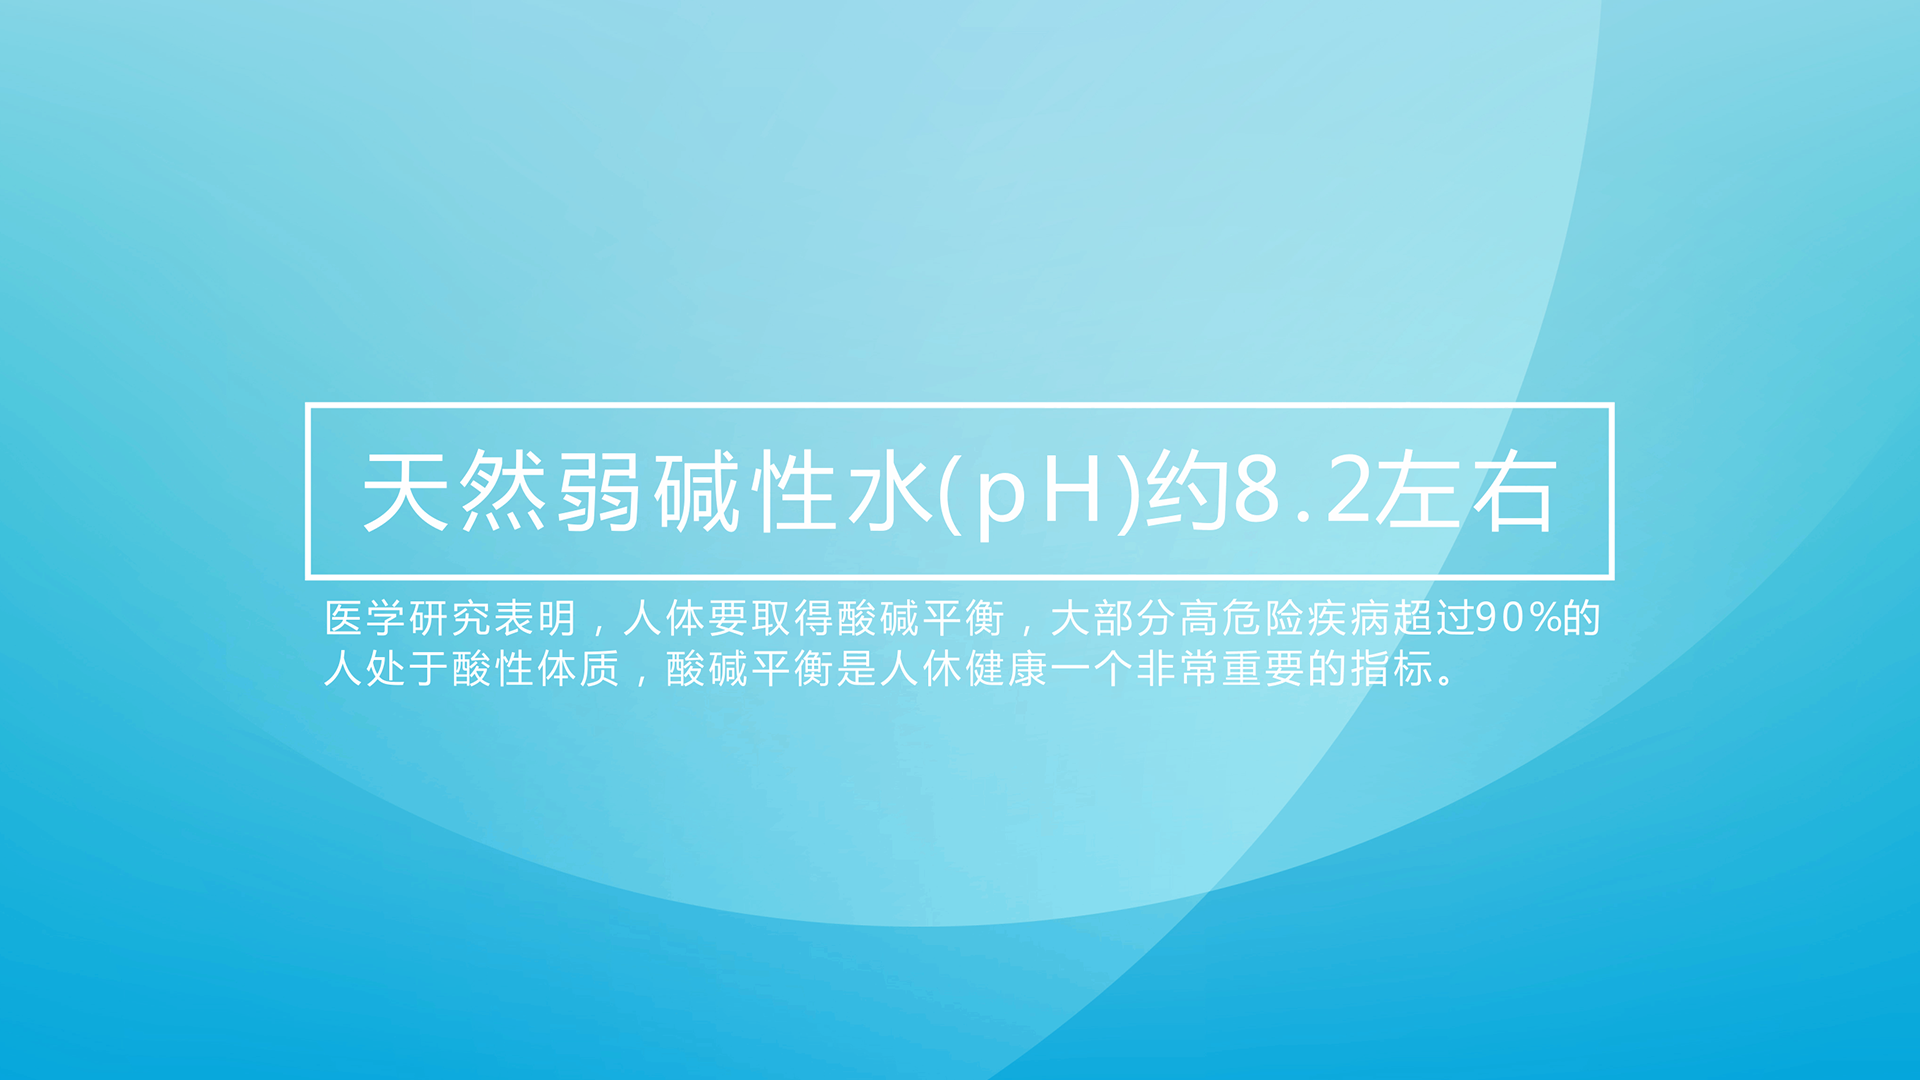 天然弱碱性水(pH)约8.2左右
医学研究表明，人体要取得酸碱平衡，大部分高危险疾病超过90%的
人处于酸性体质，酸碱平衡是人休健康一个非常重要的指标。